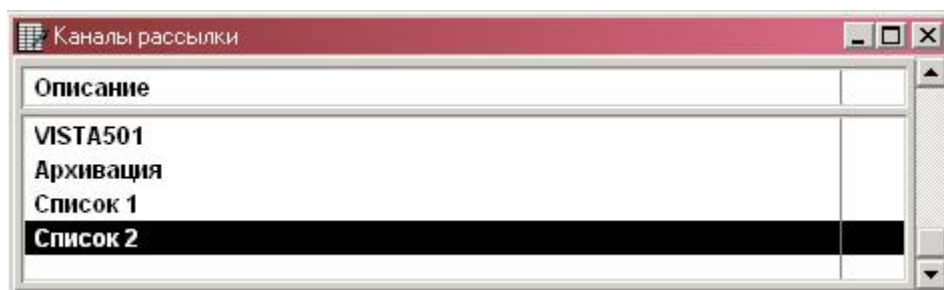 Каналы рассылки
Описание
VISTA501
Архивация
Список 1
Список 2